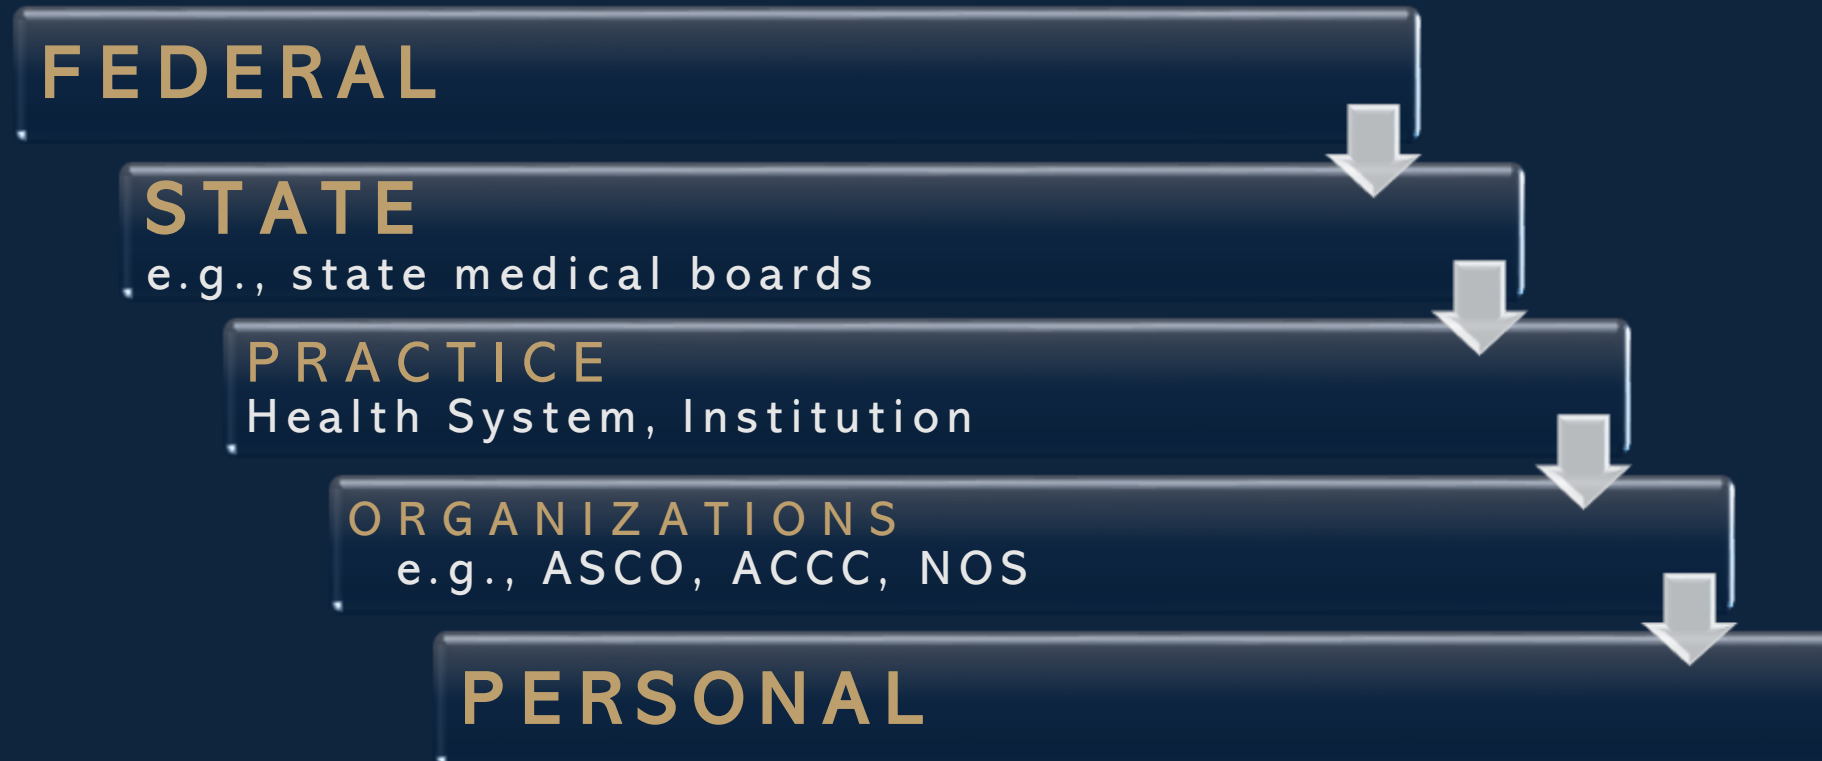 FEDERAL
STATE
e.g., state medical boards
PRACTICE
Health System, Institution
ORGANIZATIONS
e.g., ASCO, ACCC, NOS
PERSONAL